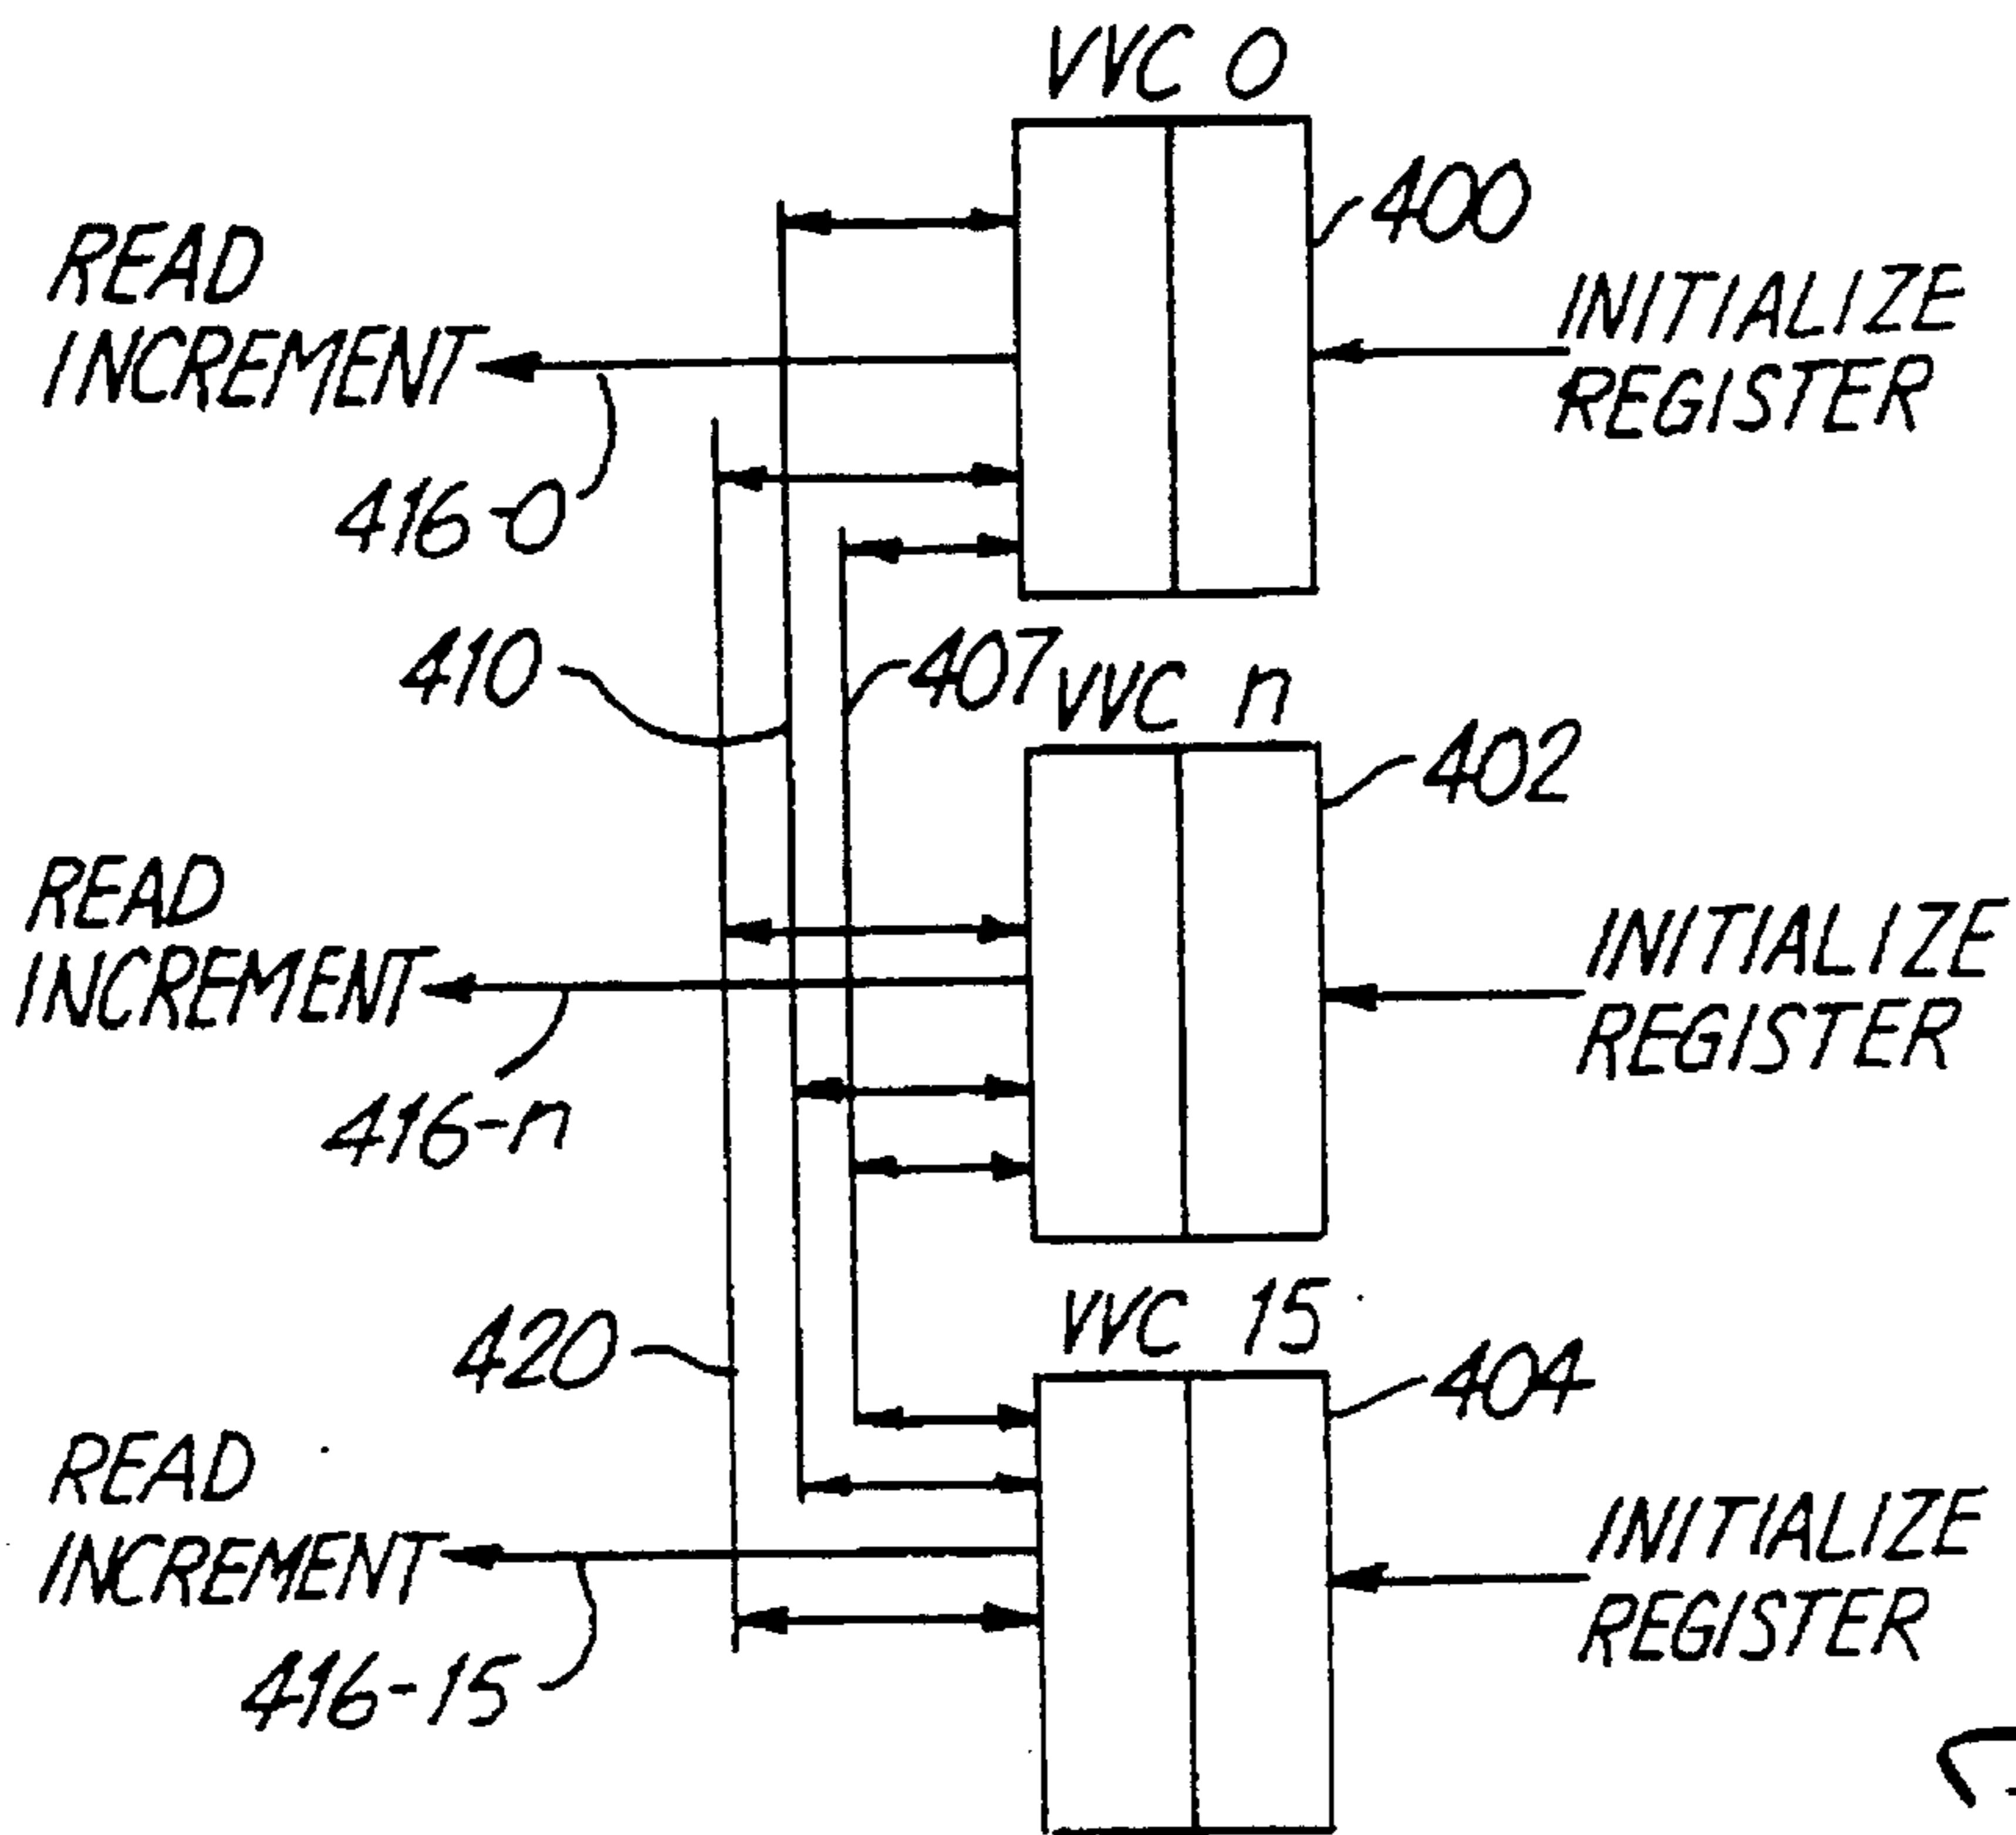 VVC 0
400
READ
INCREMENT
INITIALIZE
REGISTER
416-0
410
407
VVC n
402
READ
INCREMENT
INITIALIZE
REGISTER
416-n
VVC 15
420
404
READ
INCREMENT
INITIALIZE
REGISTER
416-15